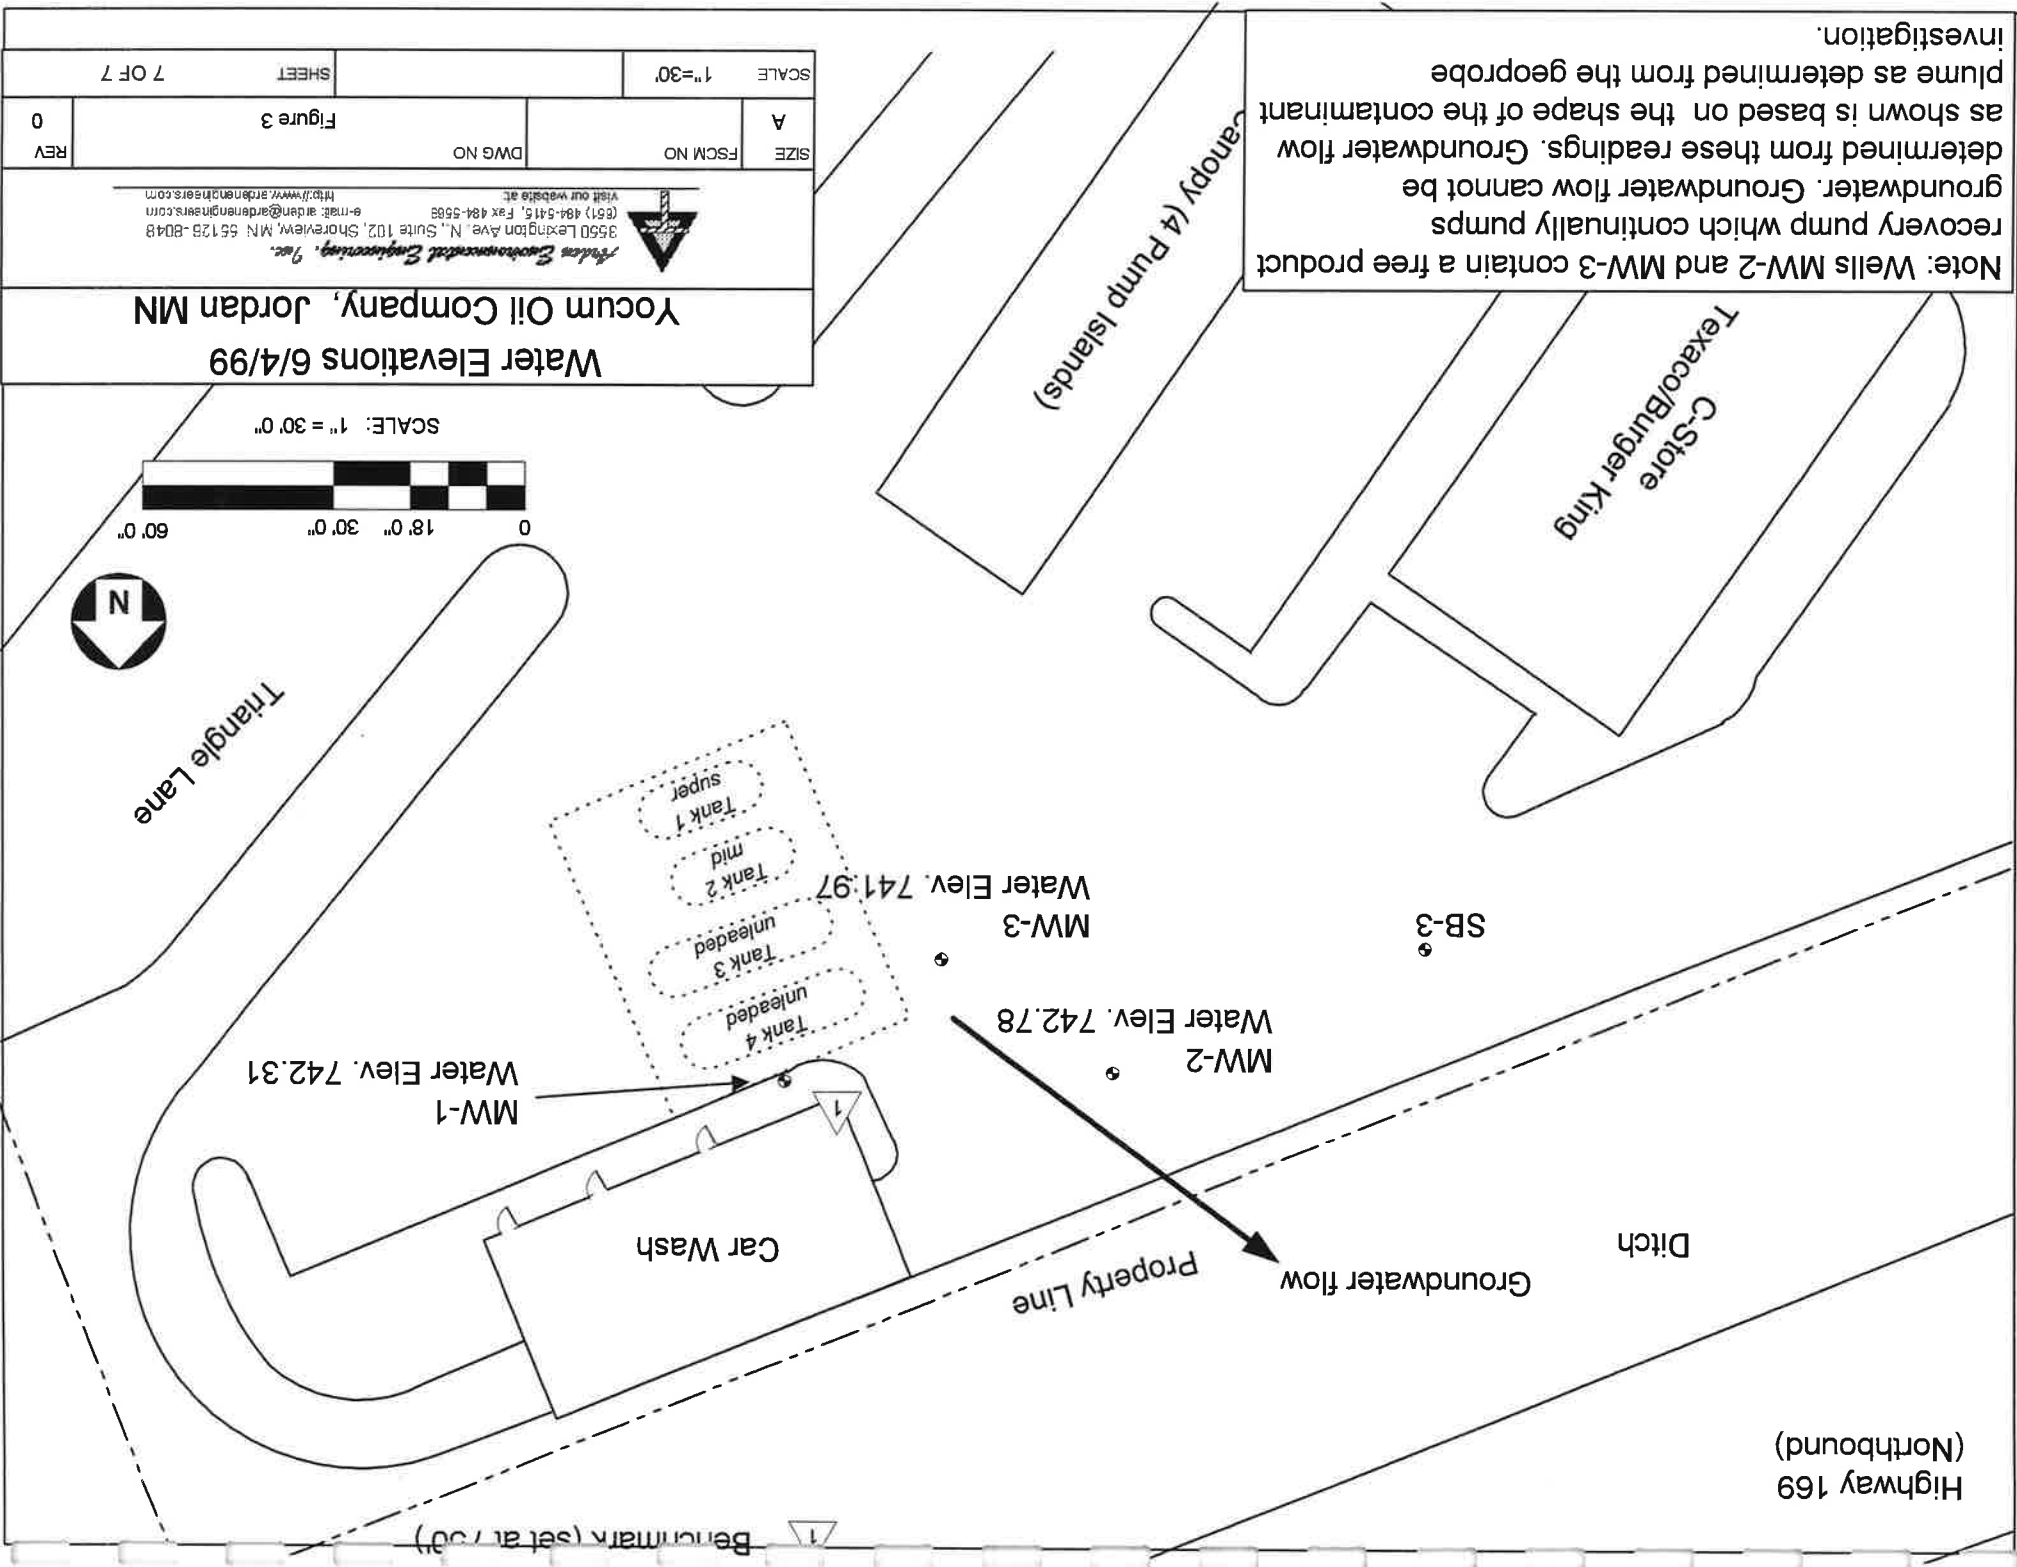 Highway 169
(Northbound)
Benchmark (set at 750')
1
Ditch
Groundwater flow
Property Line
Car Wash
1
MW-1
Water Elev. 742.31
MW-2
Water Elev. 742.78
MW-3
Water Elev. 741.97
SB-3
Tank 4
unleaded
Tank 3
unleaded
Tank 2
mid
Tank 1
super
Triangle Lane
C-Store
Texaco/Burger King
Canopy (4 Pump Islands)
N
0
18' 0"
30' 0"
60' 0"
SCALE: 1" = 30' 0"
Note: Wells MW-2 and MW-3 contain a free product
recovery pump which continually pumps
groundwater. Groundwater flow cannot be
determined from these readings. Groundwater flow
as shown is based on the shape of the contaminant
plume as determined from the geoprobe
investigation.
Water Elevations 6/4/99
Yocum Oil Company, Jordan MN
Arden Environmental Engineering, Inc.
3550 Lexington Ave. N., Suite 102, Shoreview, MN 55126-8048
(651) 484-5415, Fax 484-5568 e-mail: arden@ardenengineers.com
visit our website at: http://www.ardenengineers.com
SIZE
A
FSCM NO
DWG NO
Figure 3
REV
0
SCALE
1"=30'
SHEET
7 OF 7